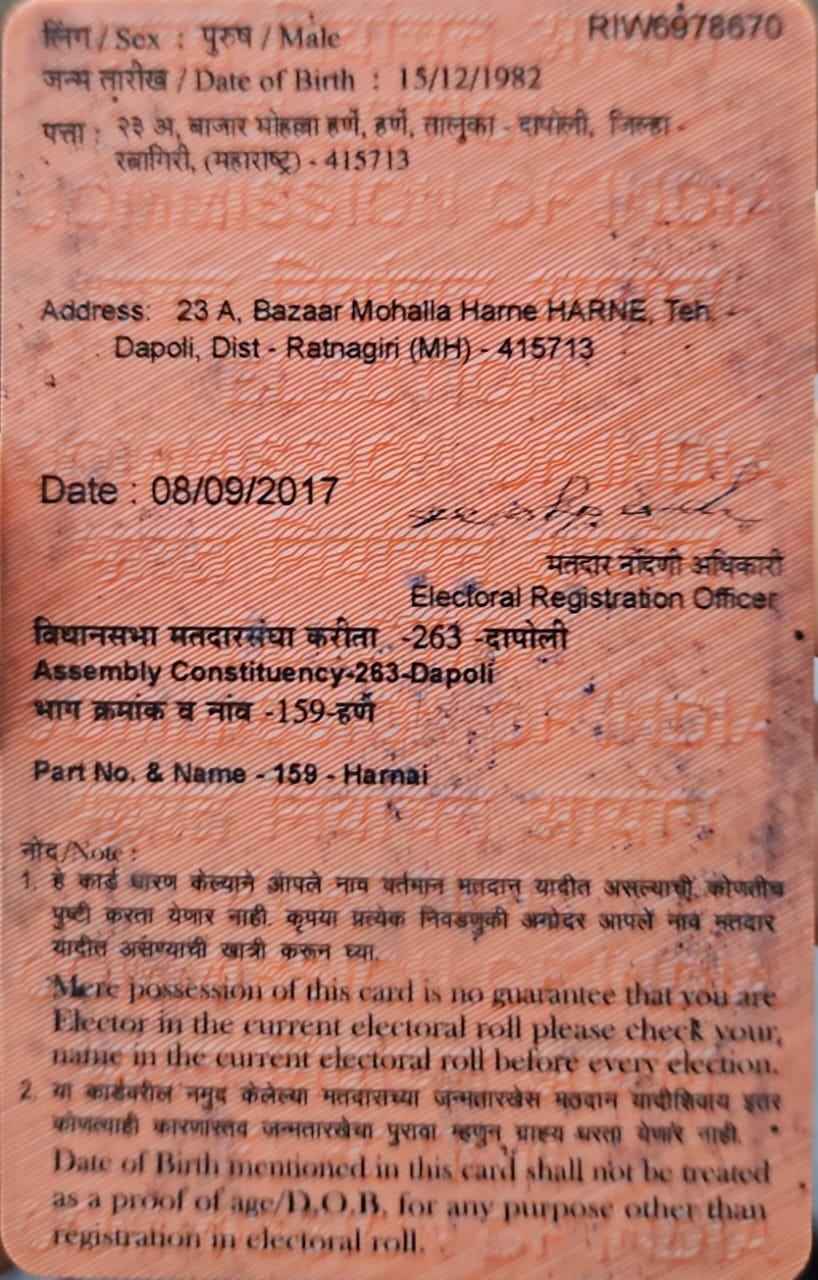 लिंग / Sex : पुरुष / Male
RIW6978670
जन्म तारीख / Date of Birth : 15/12/1982
पत्ता : २३ अ, बाजार मोहल्ला हर्णे, हर्णे, तालुका - दापोली, जिल्हा -
रत्नागिरी, (महाराष्ट्र) - 415713
Address: 23 A, Bazaar Mohalla Harne HARNE, Teh. -
Dapoli, Dist - Ratnagiri (MH) - 415713
Date : 08/09/2017
मतदार नोंदणी अधिकारी
Electoral Registration Officer
विधानसभा मतदारसंघा करीता -263 -दापोली
Assembly Constituency-263-Dapoli
भाग क्रमांक व नांव -159-हर्णे
Part No. & Name - 159 - Harnai
नोंद/Note :
1. हे कार्ड धारण केल्याने आपले नाव वर्तमान मतदान यादीत असल्याची कोणतीच
पुष्टी करता येणार नाही. कृपया प्रत्येक निवडणुकी अगोदर आपले नाव मतदार
यादीत असण्याची खात्री करून घ्या.
Mere possession of this card is no guarantee that you are
Elector in the current electoral roll please check your,
name in the current electoral roll before every election.
2. या कार्डवरील नमुद केलेल्या मतदाराच्या जन्मतारखेस मतदान यादीशिवाय इतर
कोणत्याही कारणास्तव जन्मतारखेचा पुरावा म्हणुन ग्राह्य धरता येणार नाही.
Date of Birth mentioned in this card shall not be treated
as a proof of age/D.O.B. for any purpose other than
registration in electoral roll.